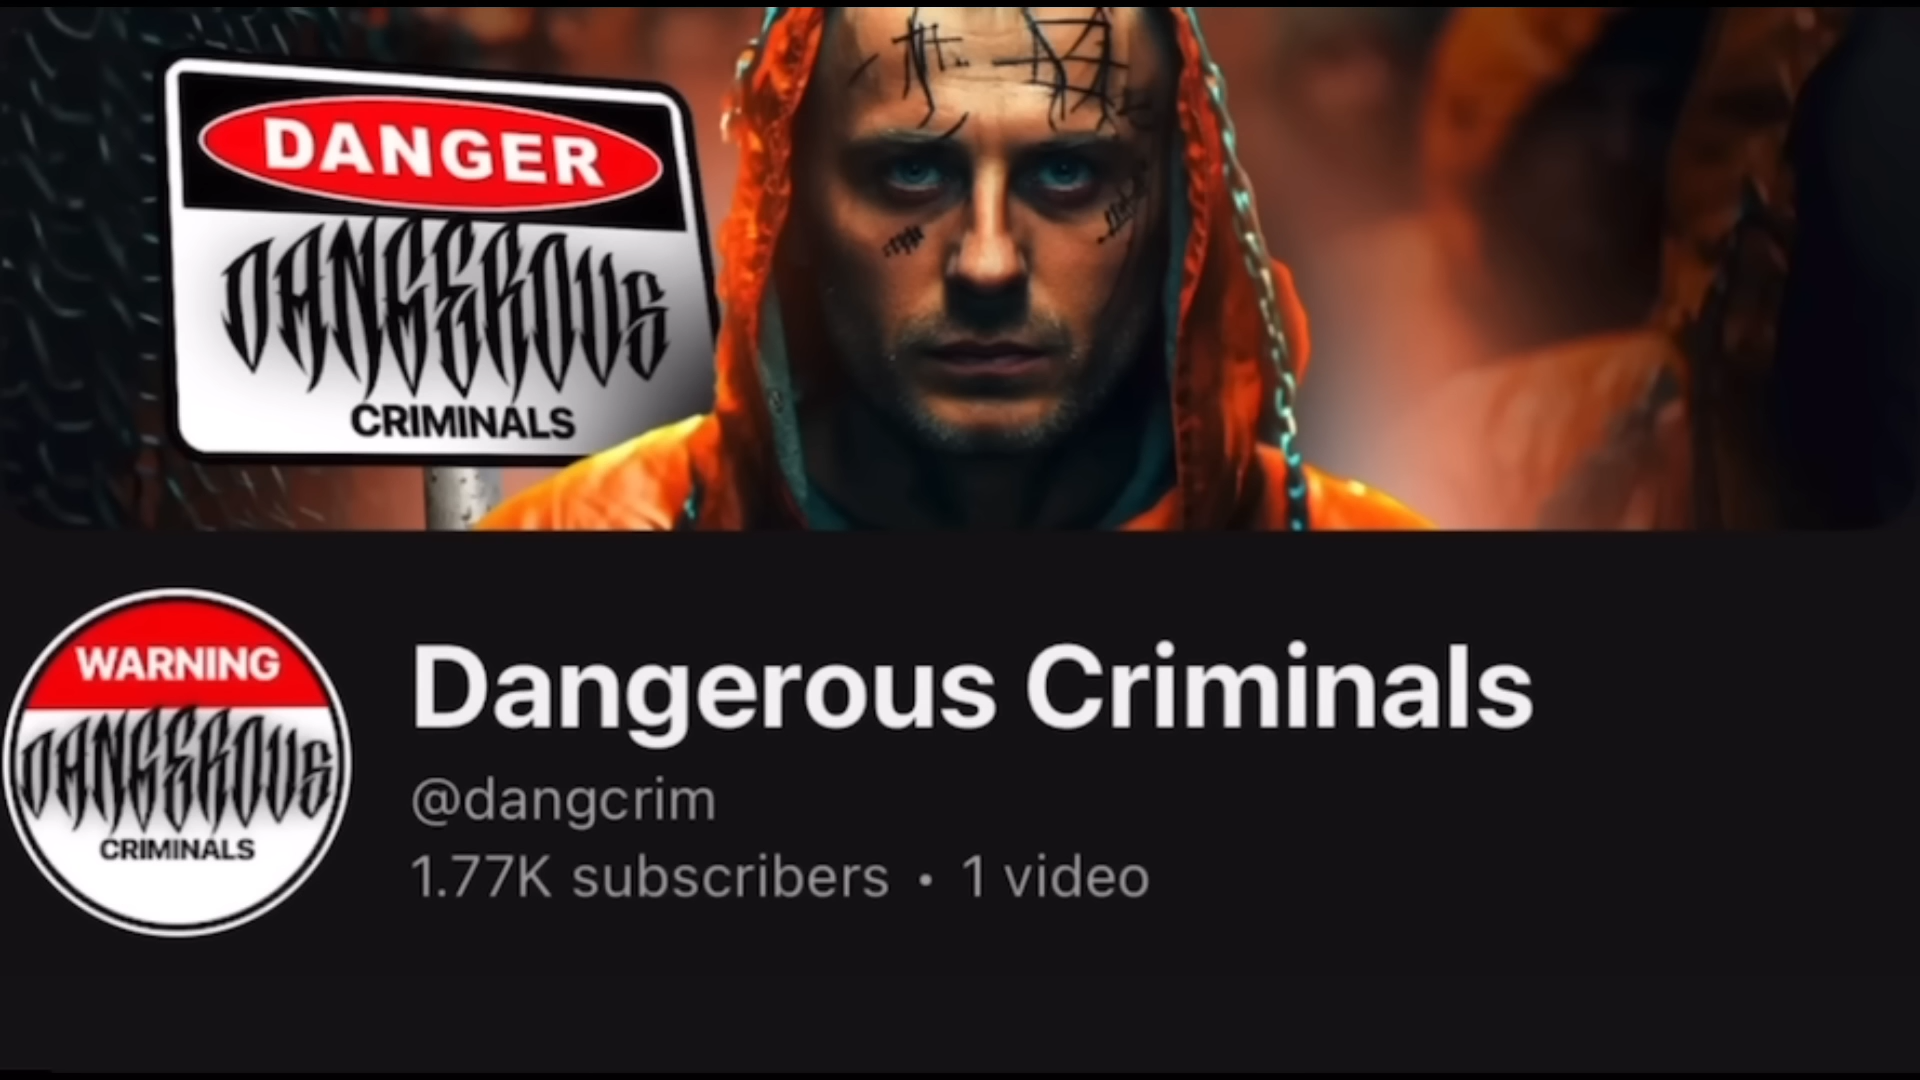 DANGER
DANGEROUS
CRIMINALS
WARNING
DANGEROUS
CRIMINALS
Dangerous Criminals
@dangcrim
1.77K subscribers • 1 video